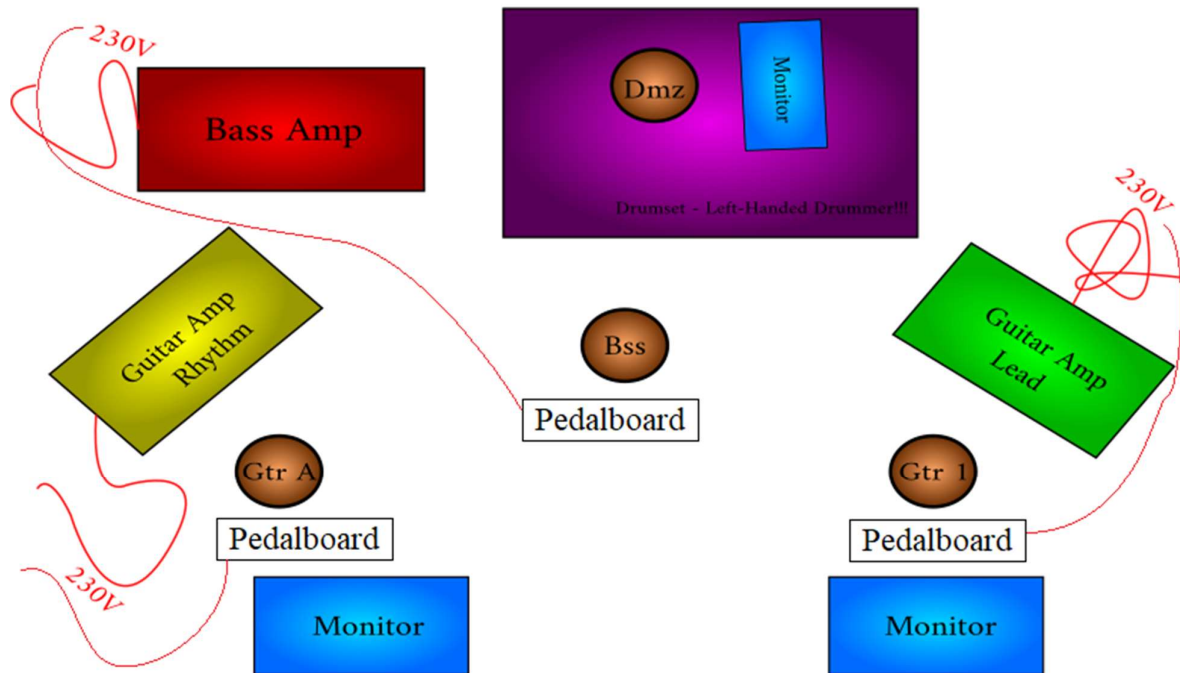 230V
Bass Amp
Dmz
Monitor
Drumset - Left-Handed Drummer!!!
230V
Guitar Amp
Rhythm
Bss
Pedalboard
Guitar Amp
Lead
Gtr A
Pedalboard
Gtr 1
Pedalboard
230V
Monitor
Monitor